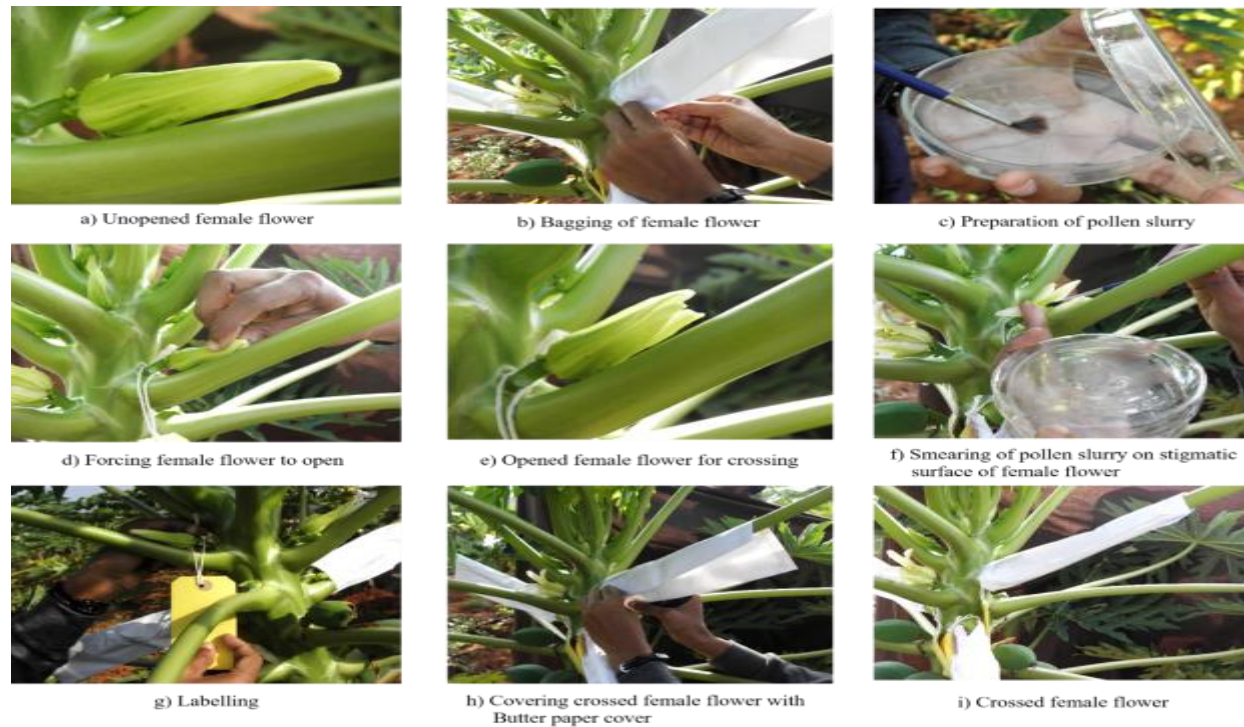 a) Unopened female flower
b) Bagging of female flower
c) Preparation of pollen slurry
d) Forcing female flower to open
e) Opened female flower for crossing
f) Smearing of pollen slurry on stigmatic
surface of female flower
g) Labelling
h) Covering crossed female flower with
Butter paper cover
i) Crossed female flower